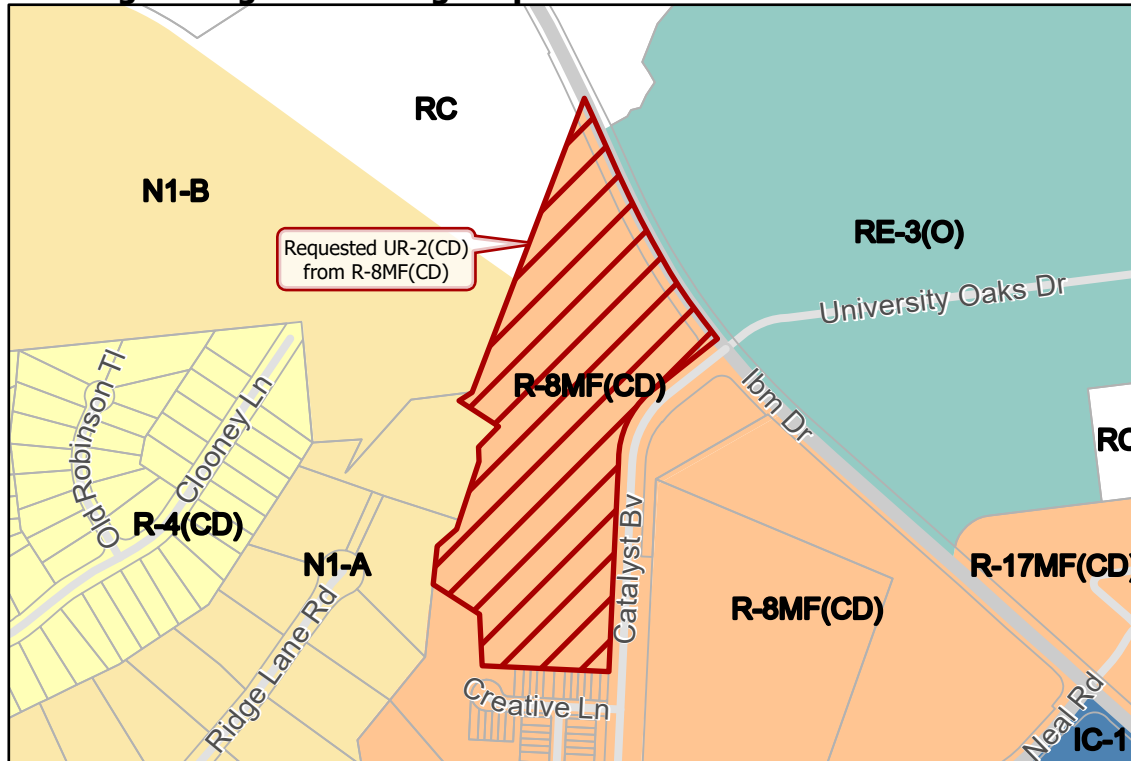 RC
N1-B
RE-3(O)
Requested UR-2(CD)
from R-8MF(CD)
University Oaks Dr
R-8MF(CD)
Ibm Dr
Old Robinson Tl
Clooney Ln
R-4(CD)
N1-A
Catalyst Bv
R-17MF(CD)
R-8MF(CD)
Ridge Lane Rd
Creative Ln
Neal Rd
IC-1